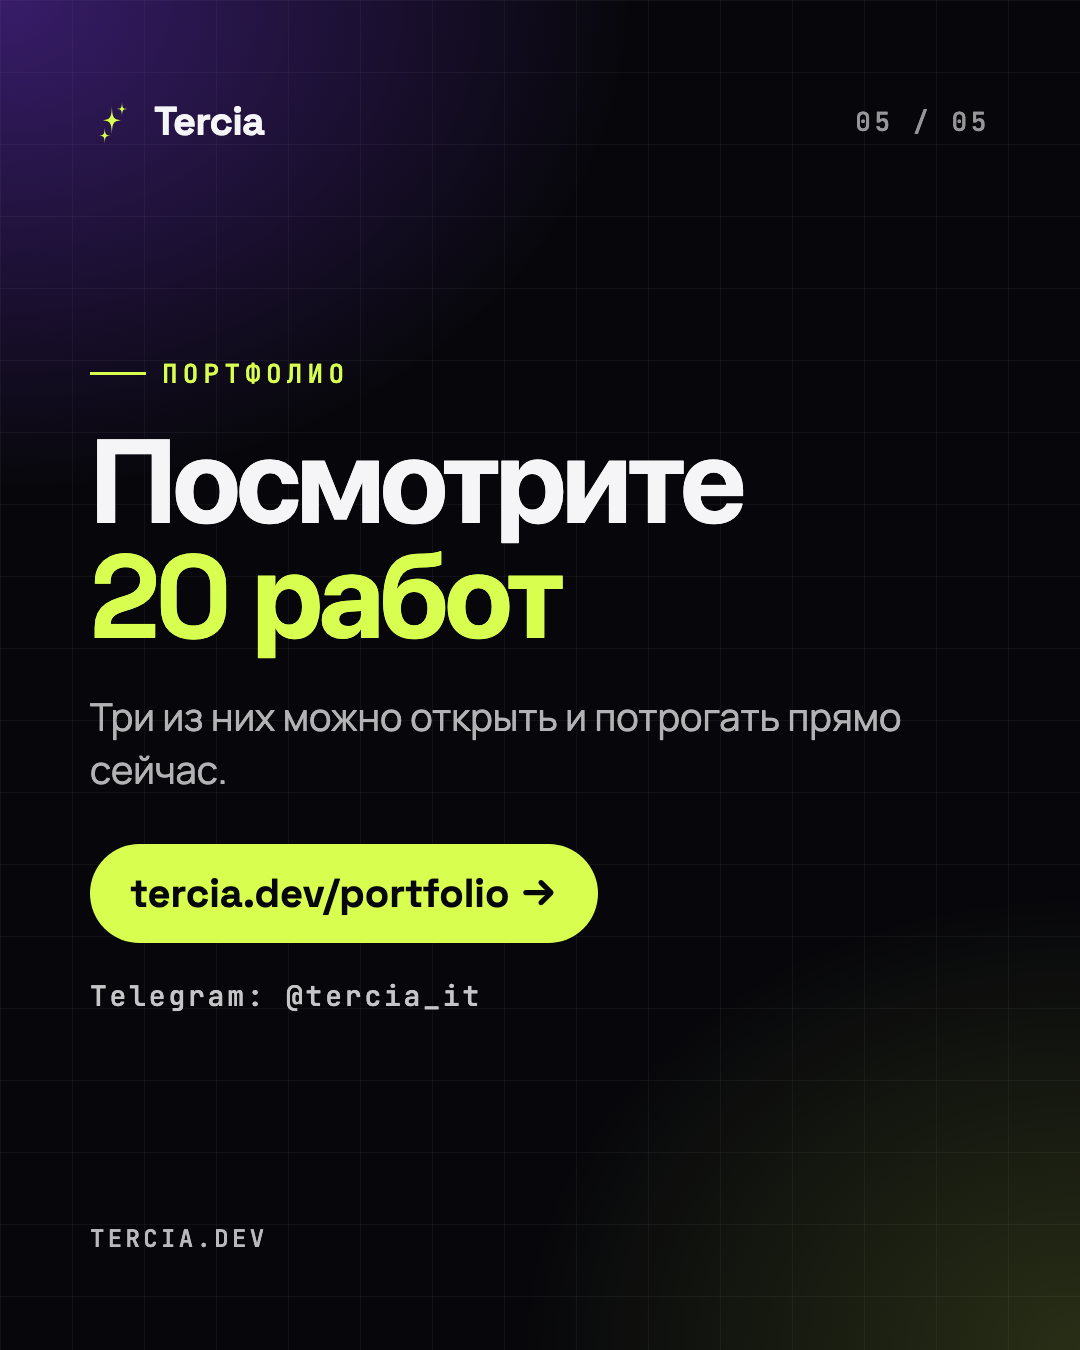 Tercia
05 / 05
ПОРТФОЛИО
Посмотрите
20 работ
Три из них можно открыть и потрогать прямо
сейчас.
tercia.dev/portfolio →
Telegram: @tercia_it
TERCIA.DEV